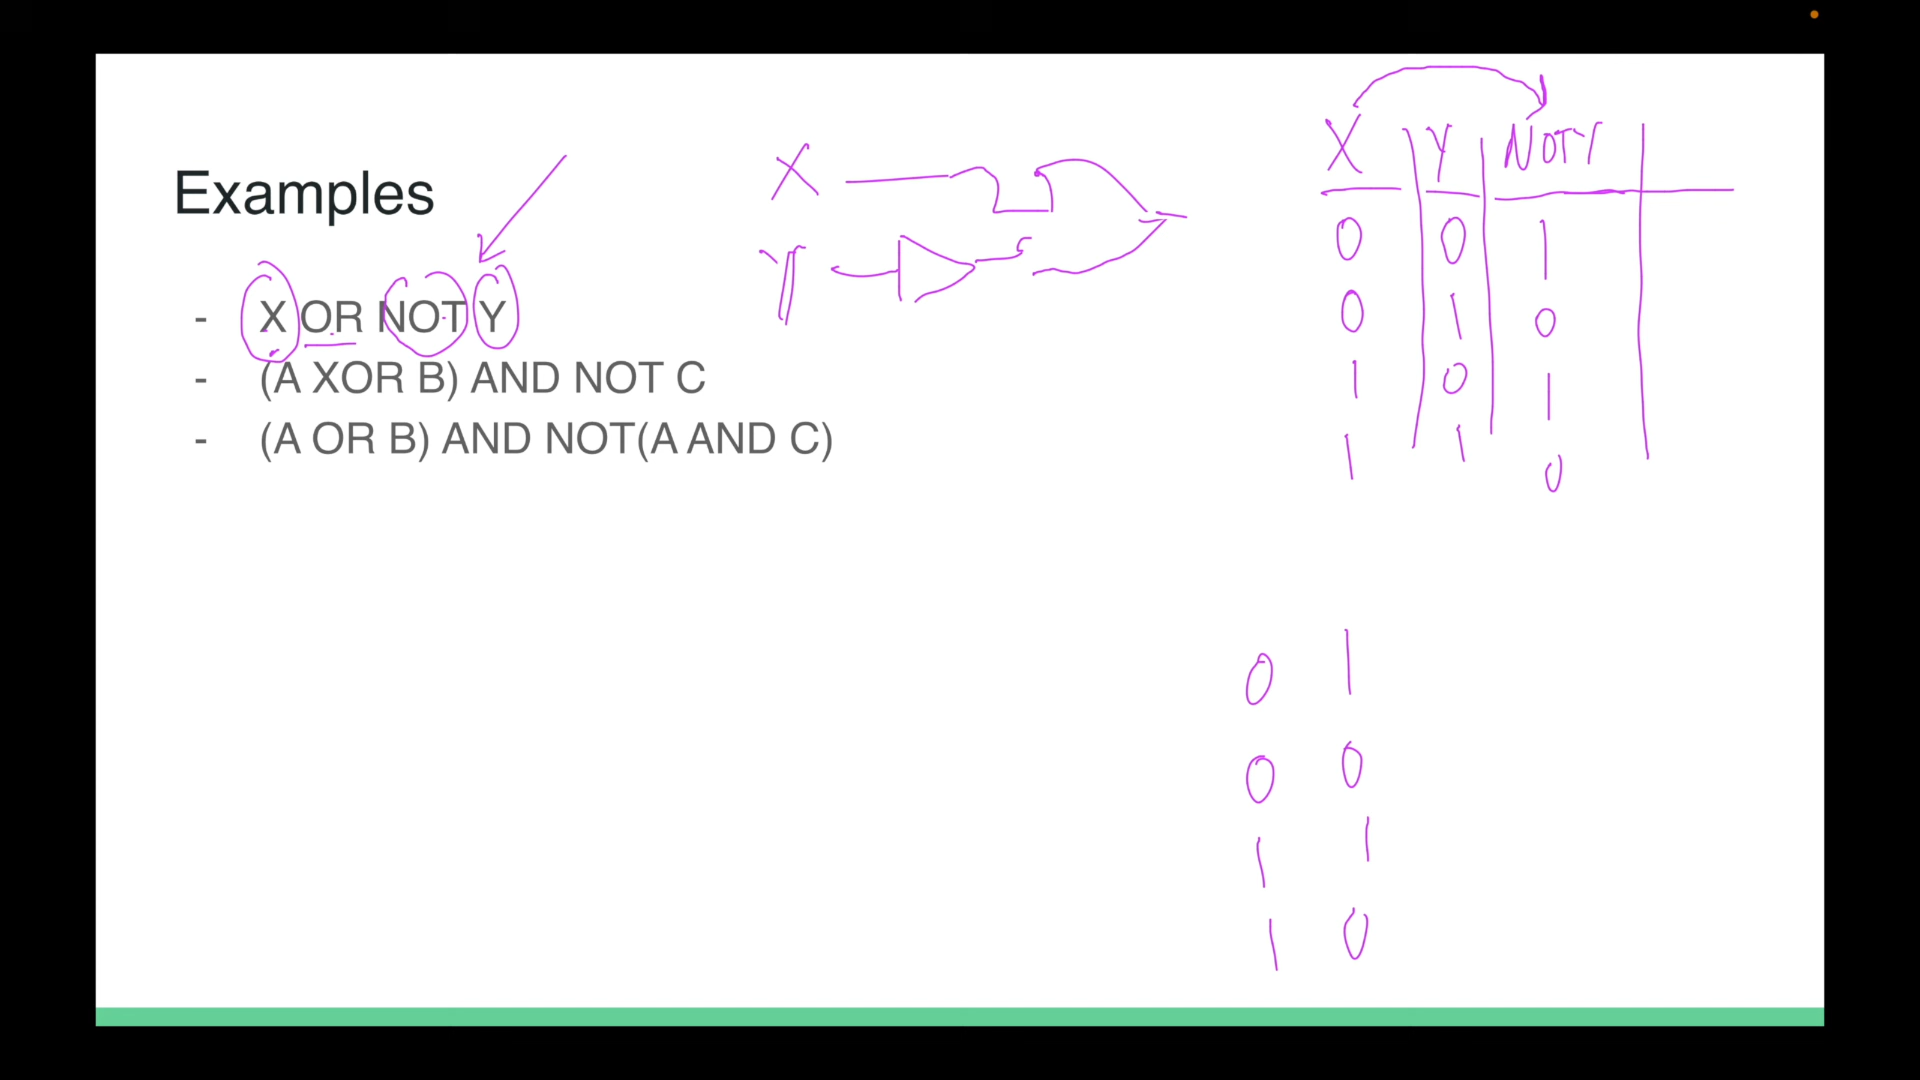 Examples
- X OR NOT Y
- (A XOR B) AND NOT C
- (A OR B) AND NOT(A AND C)
X
Y
X Y NOTY
0 0 1
0 1 0
1 0 1
1 1 0
0 1
0 0
1 1
1 0